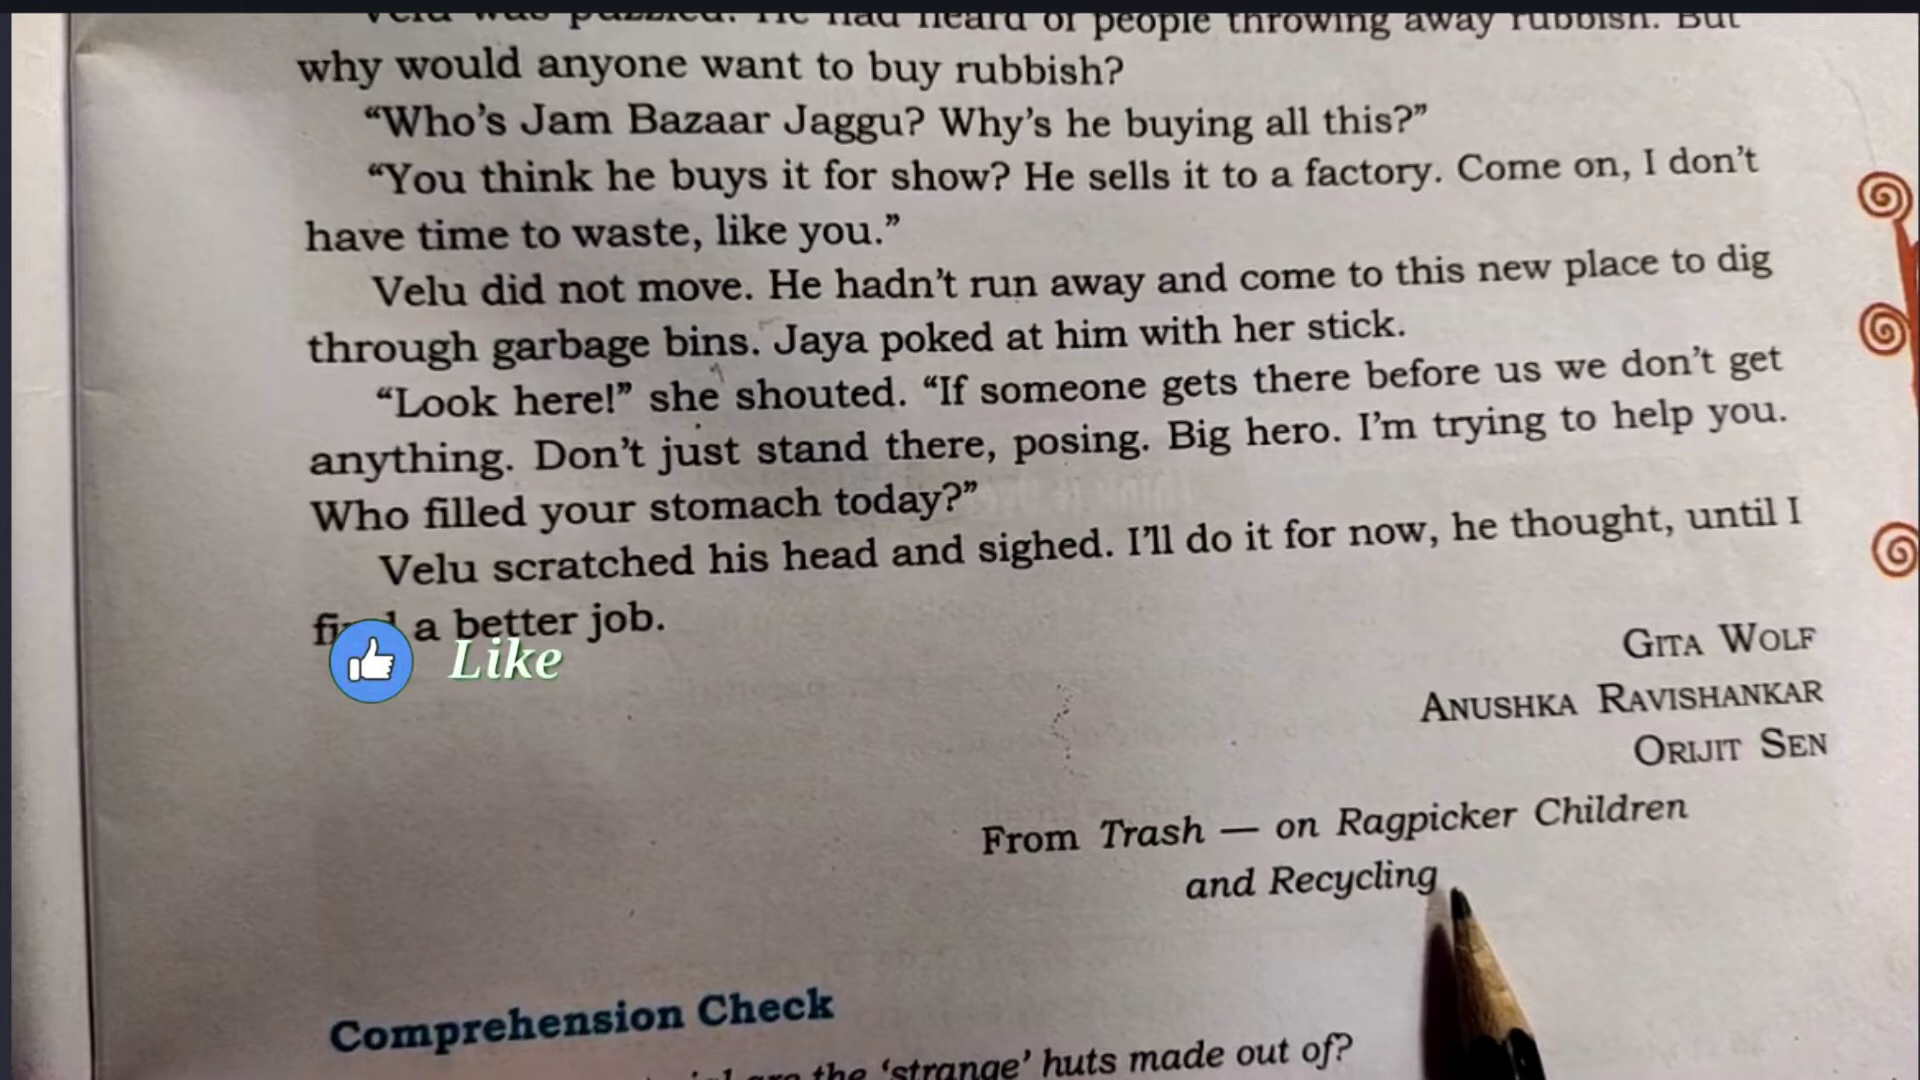 Velu was puzzled. He had heard of people throwing away rubbish. But
why would anyone want to buy rubbish?
“Who’s Jam Bazaar Jaggu? Why’s he buying all this?”
“You think he buys it for show? He sells it to a factory. Come on, I don’t
have time to waste, like you.”
Velu did not move. He hadn’t run away and come to this new place to dig
through garbage bins. Jaya poked at him with her stick.
“Look here!” she shouted. “If someone gets there before us we don’t get
anything. Don’t just stand there, posing. Big hero. I’m trying to help you.
Who filled your stomach today?”
Velu scratched his head and sighed. I’ll do it for now, he thought, until I
find a better job.
Like
GITA WOLF
ANUSHKA RAVISHANKAR
ORIJIT SEN
From Trash — on Ragpicker Children
and Recycling
Comprehension Check
are the ‘strange’ huts made out of?